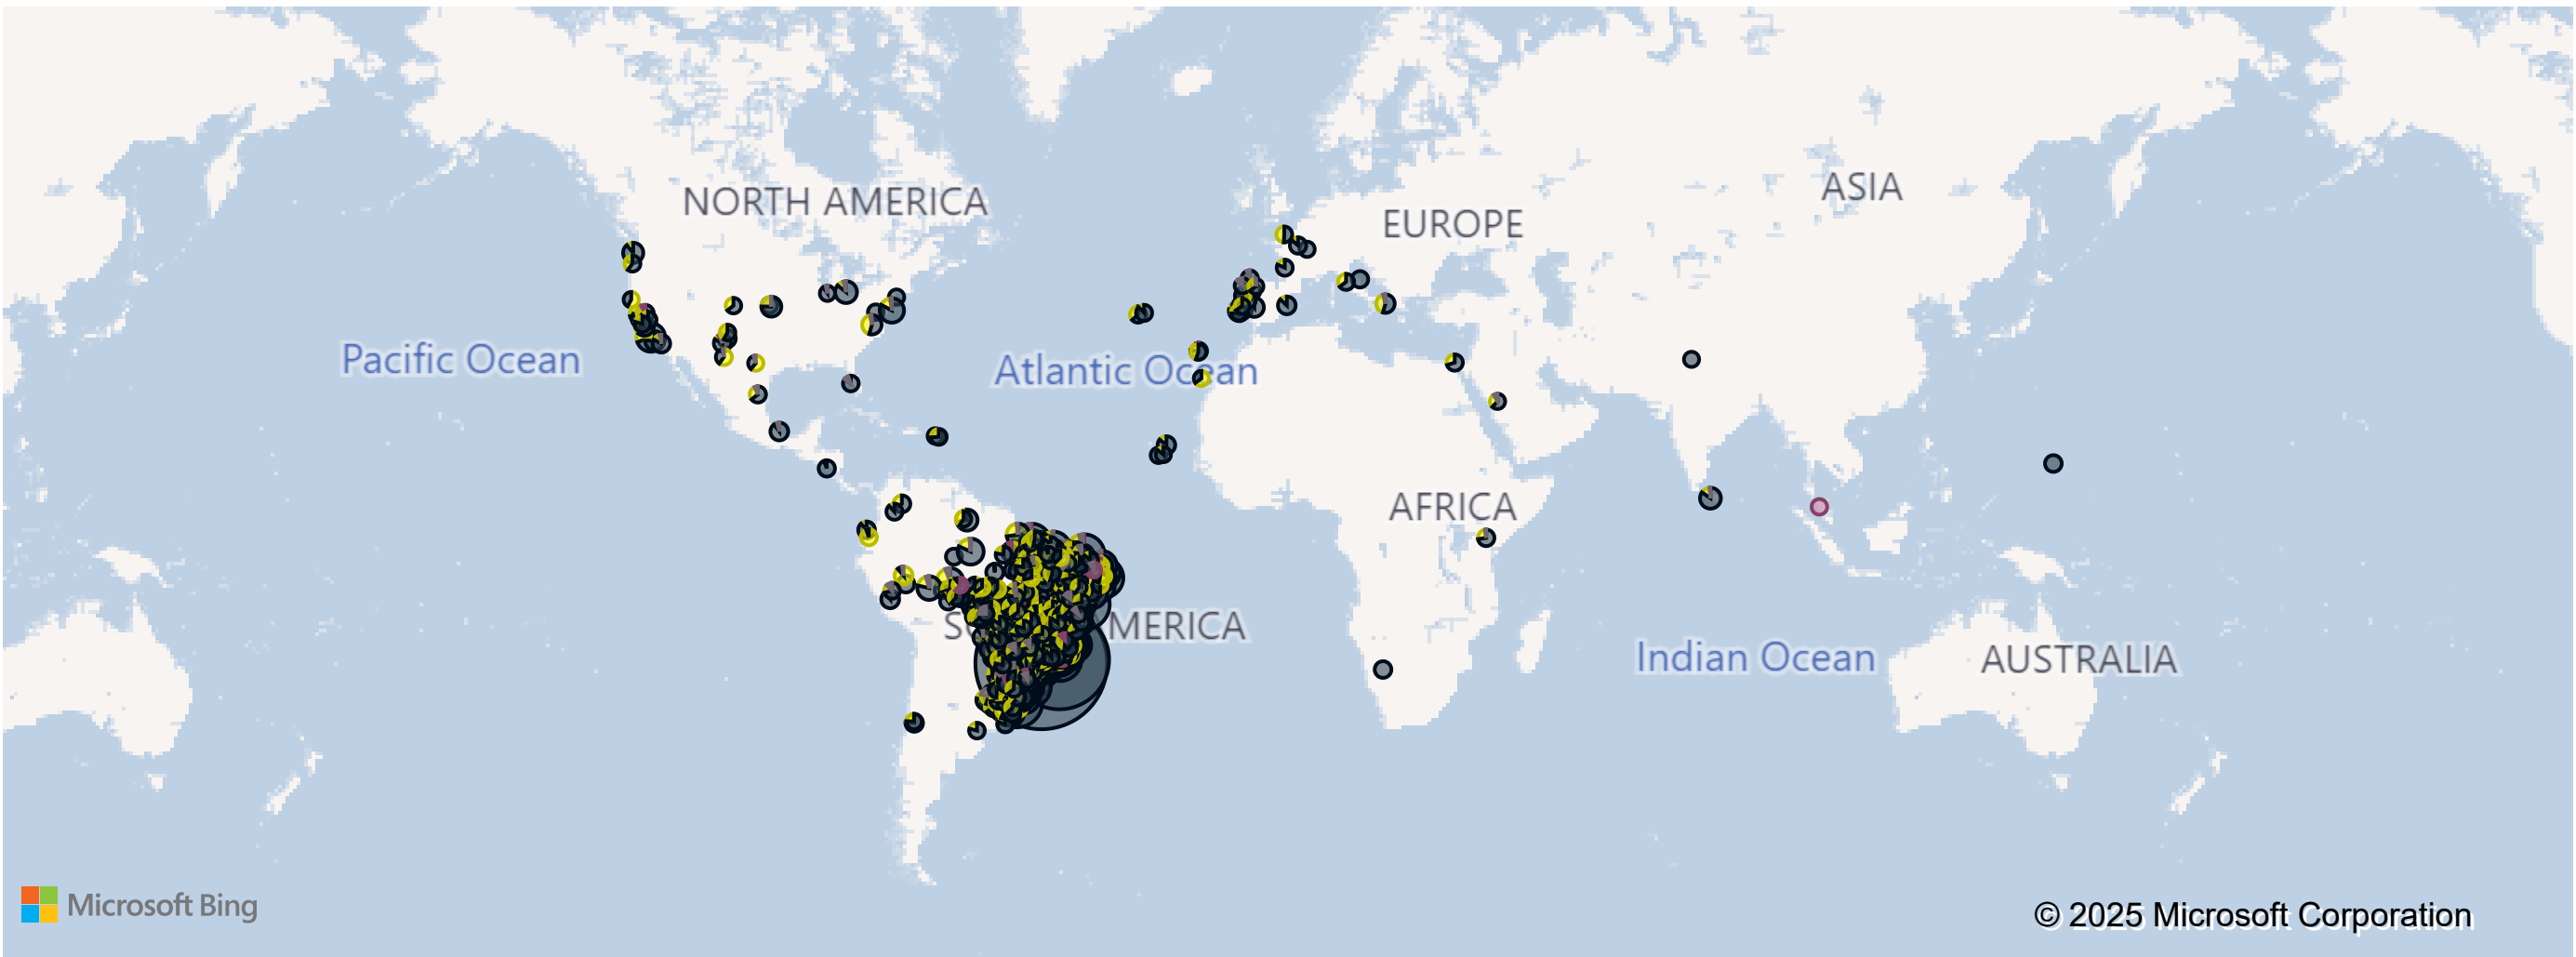 ASIA
NORTH AMERICA
EUROPE
Pacific Ocean
Atlantic Ocean
AFRICA
S MERICA
Indian Ocean
AUSTRALIA
Microsoft Bing
© 2025 Microsoft Corporation